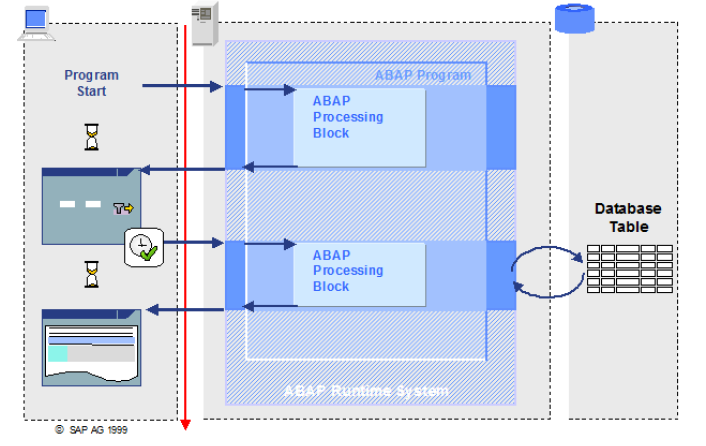 Program
Start
ABAP Program
ABAP
Processing
Block
ABAP
Processing
Block
Database
Table
ABAP Runtime System
© SAP AG 1999